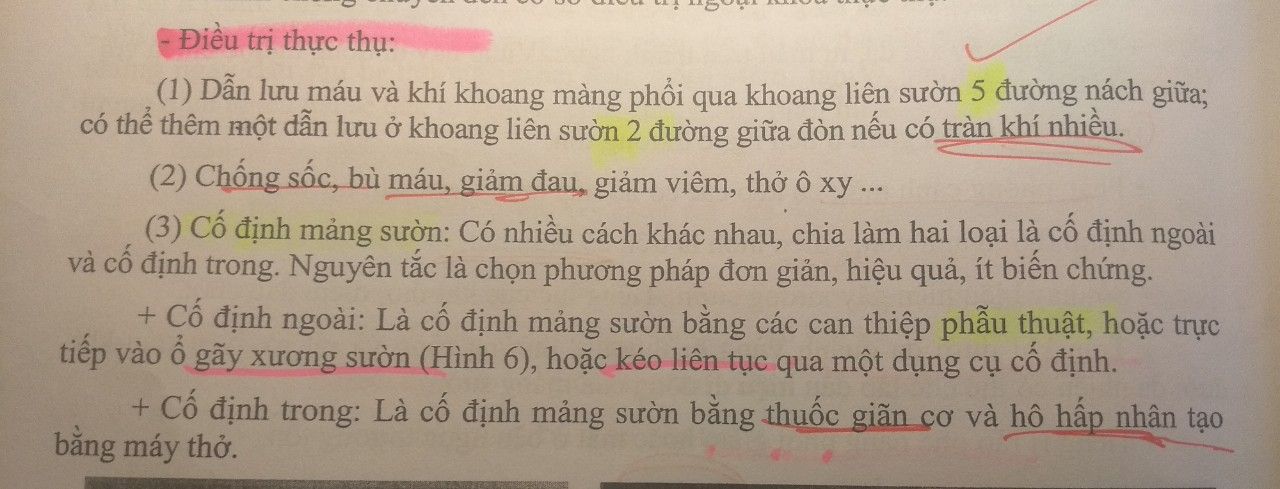 - Điều trị thực thụ:
(1) Dẫn lưu máu và khí khoang màng phổi qua khoang liên sườn 5 đường nách giữa;
có thể thêm một dẫn lưu ở khoang liên sườn 2 đường giữa đòn nếu có tràn khí nhiều.
(2) Chống sốc, bù máu, giảm đau, giảm viêm, thở ô xy ...
(3) Cố định mảng sườn: Có nhiều cách khác nhau, chia làm hai loại là cố định ngoài
và cố định trong. Nguyên tắc là chọn phương pháp đơn giản, hiệu quả, ít biến chứng.
+ Cố định ngoài: Là cố định mảng sườn bằng các can thiệp phẫu thuật, hoặc trực
tiếp vào ổ gãy xương sườn (Hình 6), hoặc kéo liên tục qua một dụng cụ cố định.
+ Cố định trong: Là cố định mảng sườn bằng thuốc giãn cơ và hô hấp nhân tạo
bằng máy thở.